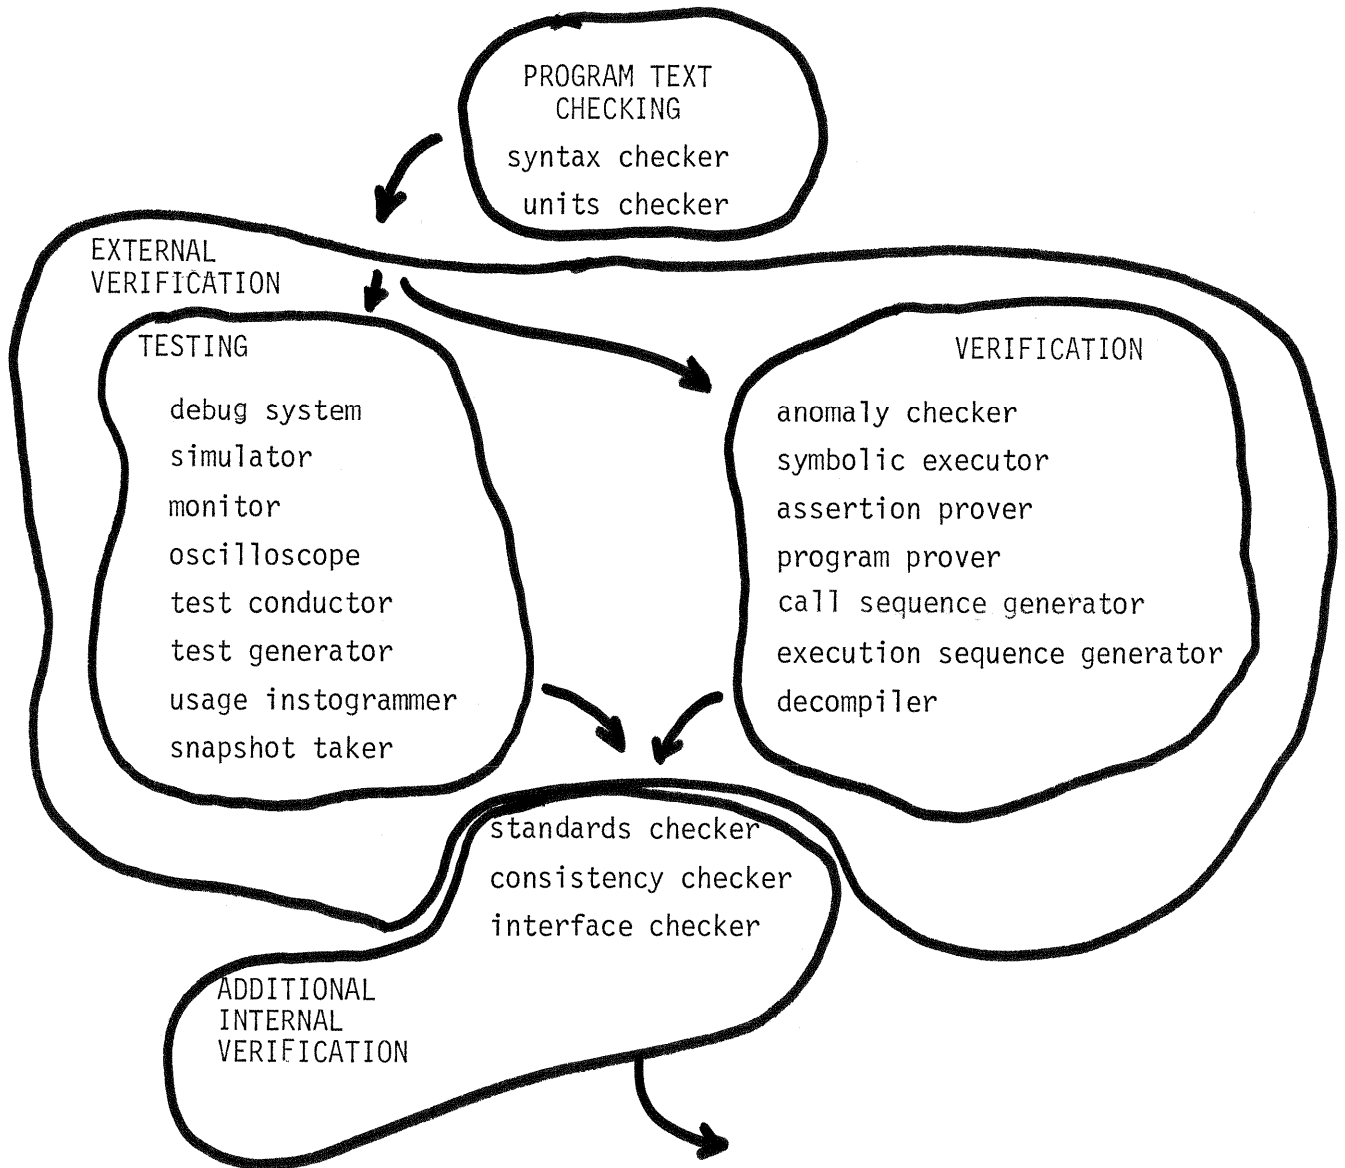 PROGRAM TEXT
CHECKING
syntax checker
units checker
EXTERNAL
VERIFICATION
TESTING
debug system
simulator
monitor
oscilloscope
test conductor
test generator
usage instogrammer
snapshot taker
VERIFICATION
anomaly checker
symbolic executor
assertion prover
program prover
call sequence generator
execution sequence generator
decompiler
standards checker
consistency checker
interface checker
ADDITIONAL
INTERNAL
VERIFICATION